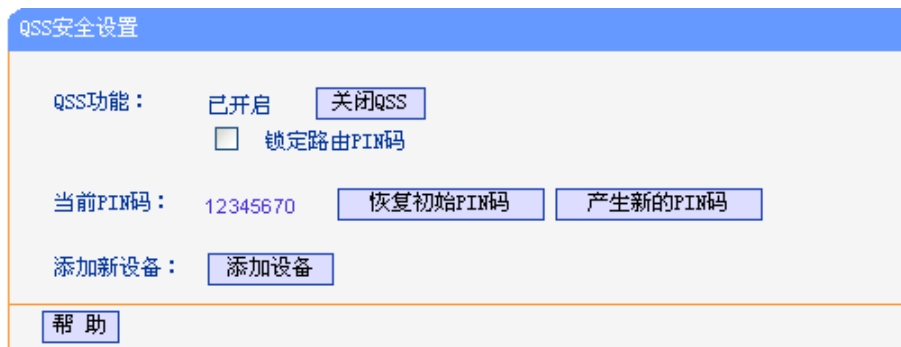 QSS安全设置
QSS功能： 已开启 关闭QSS
锁定路由PIN码
当前PIN码： 12345670 恢复初始PIN码 产生新的PIN码
添加新设备： 添加设备
帮 助